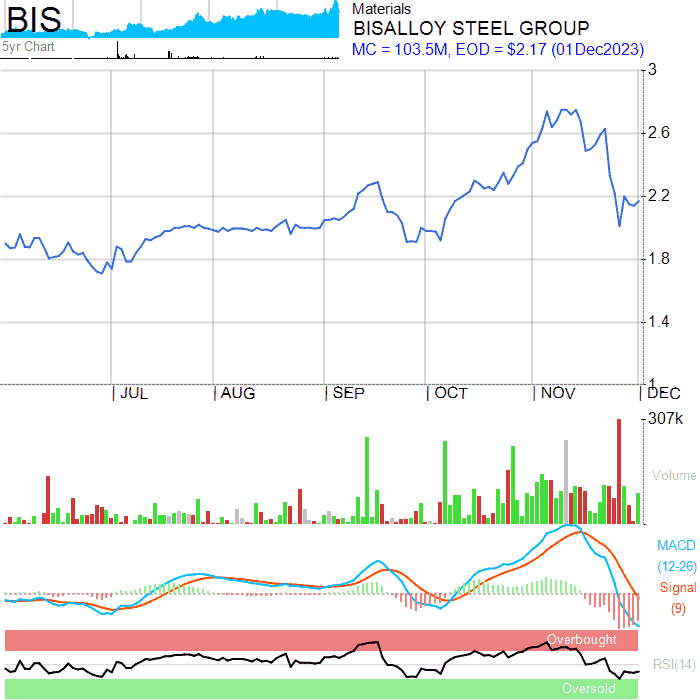 BIS
5yr Chart
Materials
BISALLOY STEEL GROUP
MC = 103.5M, EOD = $2.17 (01Dec2023)
3
2.6
2.2
1.8
1.4
1
JUL AUG SEP OCT NOV DEC
307k
Volume
MACD
(12-26)
Signal
(9)
Overbought
RSI(14)
Oversold